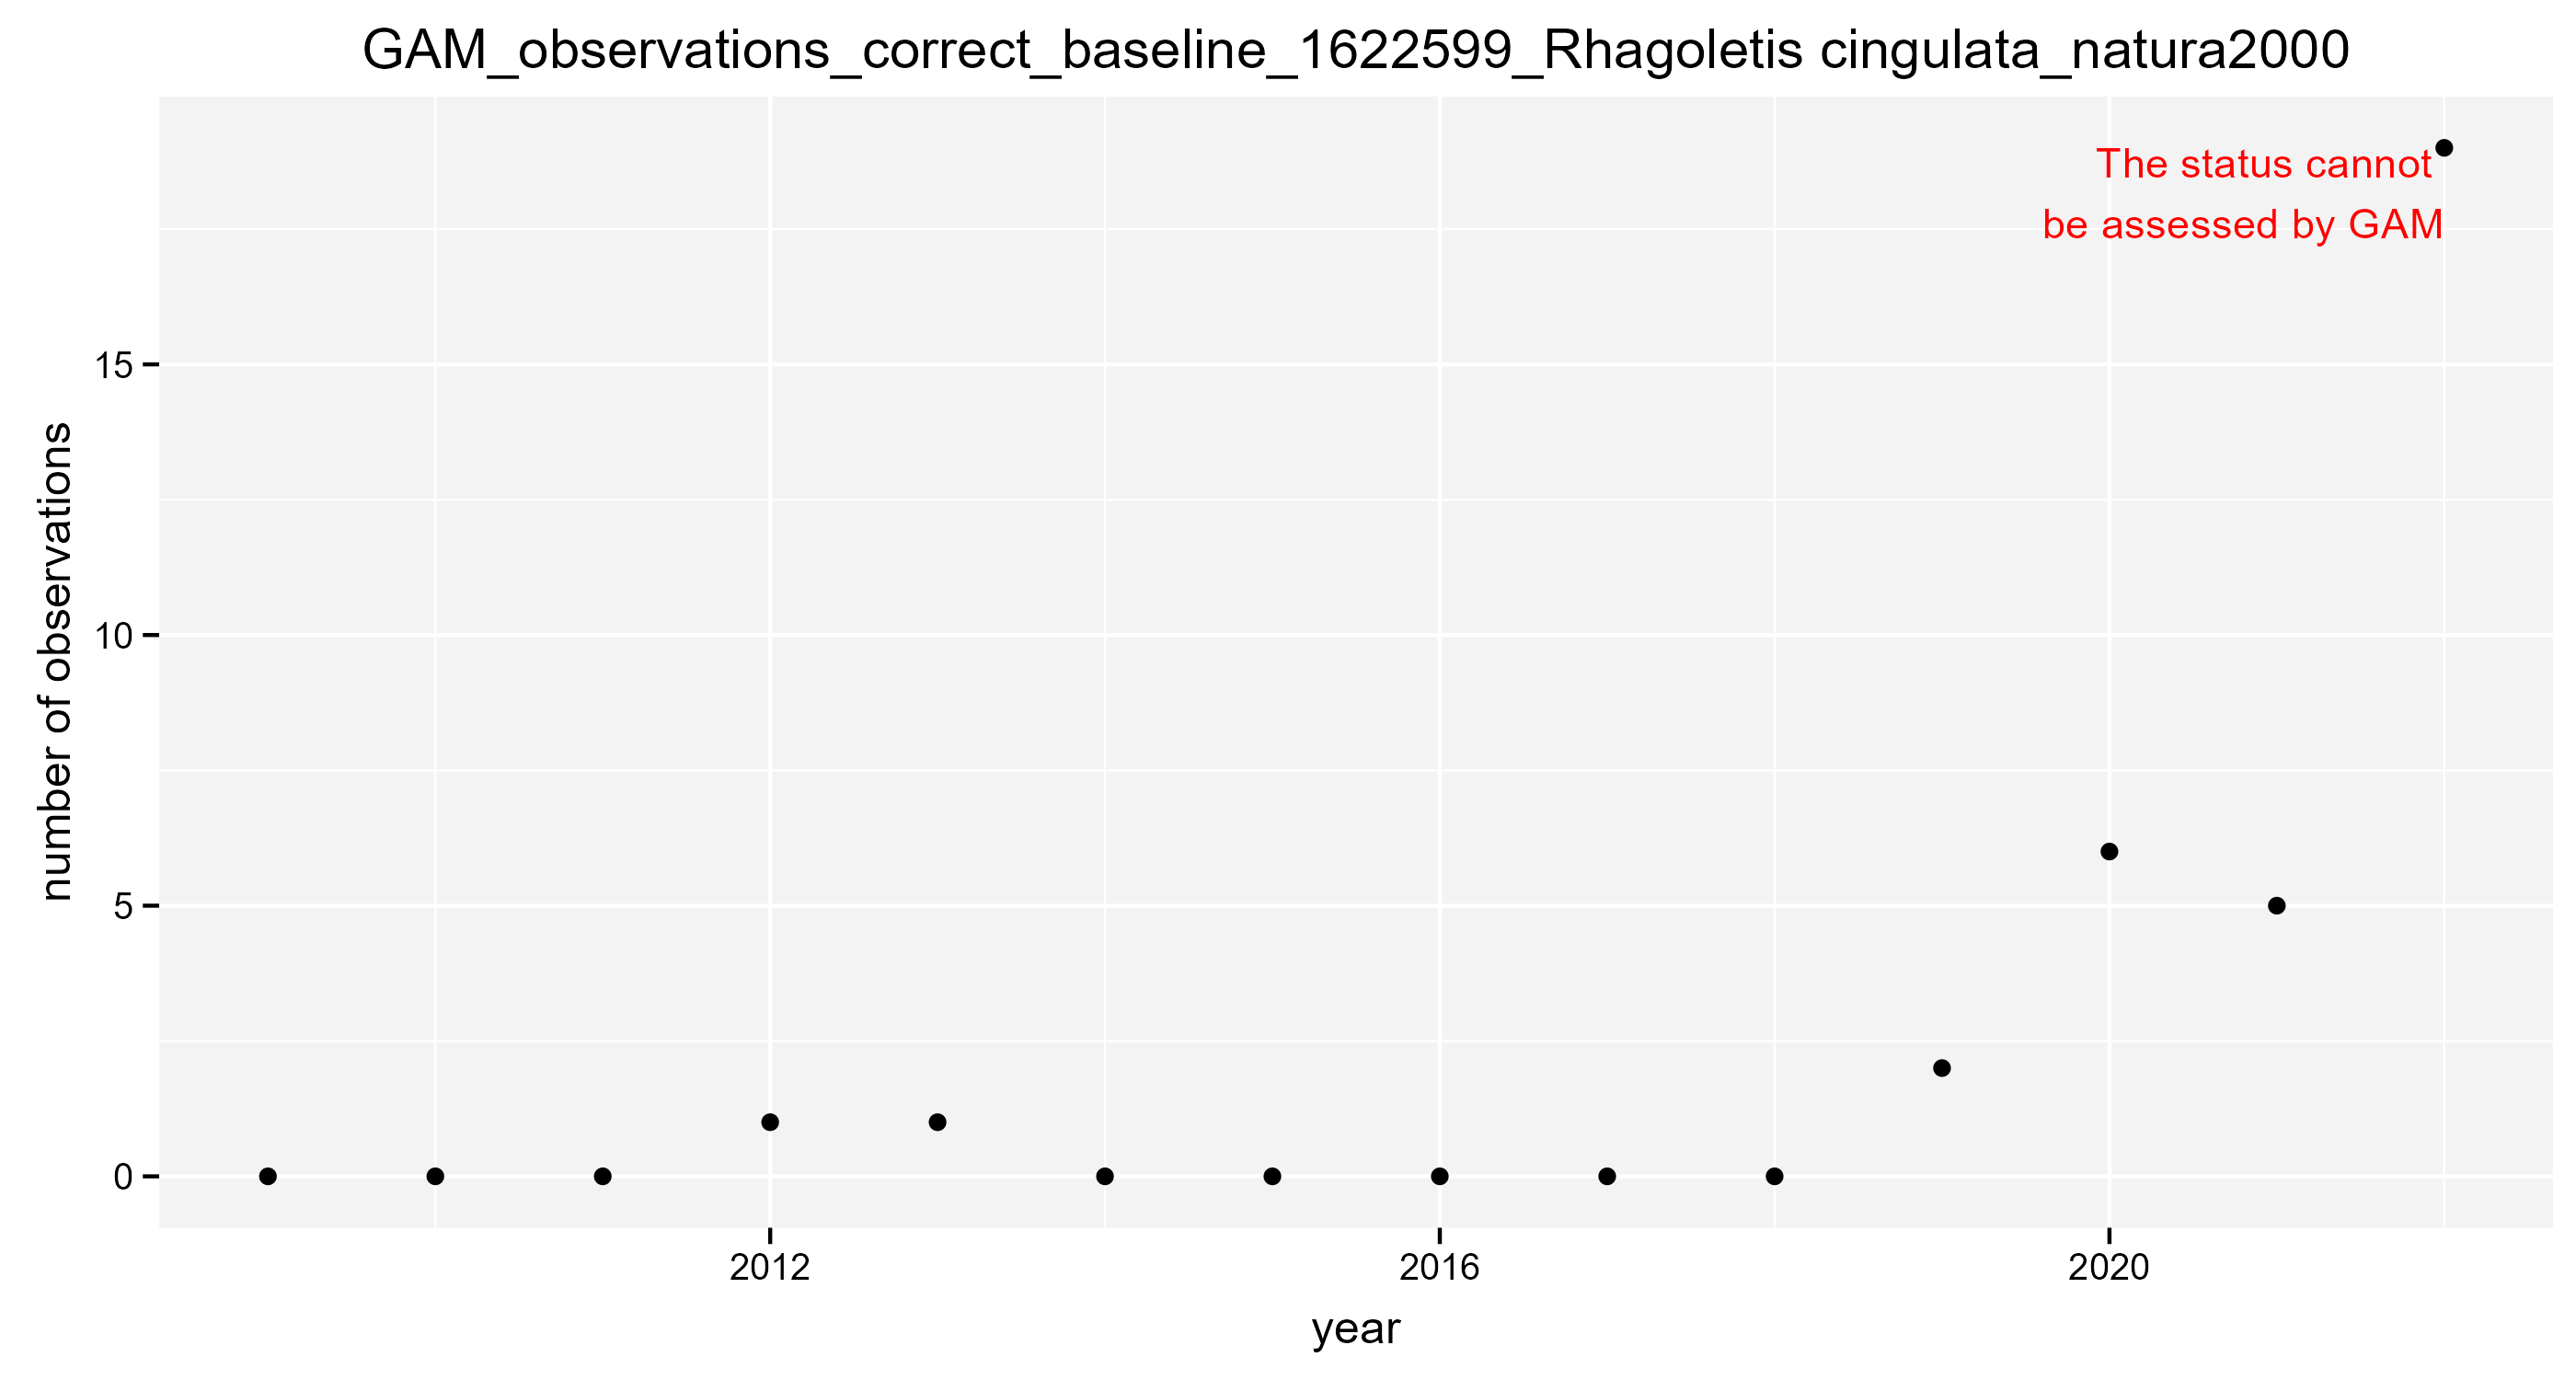 GAM_observations_correct_baseline_1622599_Rhagoletis cingulata_natura2000
The status cannot
be assessed by GAM
15
10
5
0
number of observations
2012
2016
2020
year